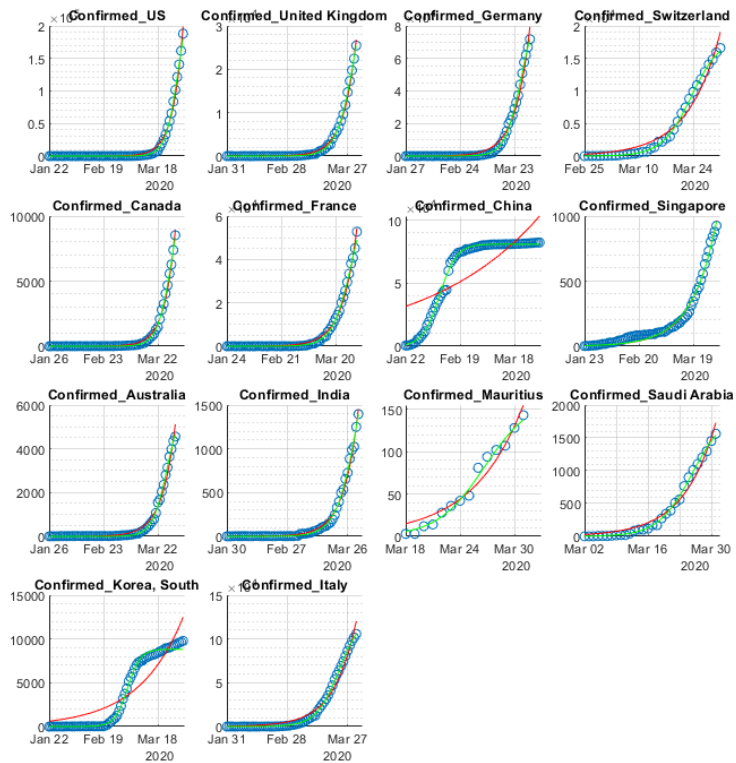 Confirmed_US
Confirmed_United Kingdom
Confirmed_Germany
Confirmed_Switzerland
2
1.5
1
0.5
0
Jan 22
Feb 19
Mar 18
2020
3
2
1
0
Jan 31
Feb 28
Mar 27
2020
8
6
4
2
0
Jan 27
Feb 24
Mar 23
2020
2
1.5
1
0.5
0
Feb 25
Mar 10
Mar 24
2020
Confirmed_Canada
Confirmed_France
Confirmed_China
Confirmed_Singapore
10000
5000
0
Jan 26
Feb 23
Mar 22
2020
6
4
2
0
Jan 24
Feb 21
Mar 20
2020
10
5
0
Jan 22
Feb 19
Mar 18
2020
1000
500
0
Jan 23
Feb 20
Mar 19
2020
Confirmed_Australia
Confirmed_India
Confirmed_Mauritius
Confirmed_Saudi Arabia
6000
4000
2000
0
Jan 26
Feb 23
Mar 22
2020
1500
1000
500
0
Jan 30
Feb 27
Mar 26
2020
150
100
50
Mar 18
Mar 24
Mar 30
2020
2000
1500
1000
500
0
Mar 02
Mar 16
Mar 30
2020
Confirmed_Korea, South
Confirmed_Italy
15000
10000
5000
0
Jan 22
Feb 19
Mar 18
2020
15
10
5
0
Jan 31
Feb 28
Mar 27
2020